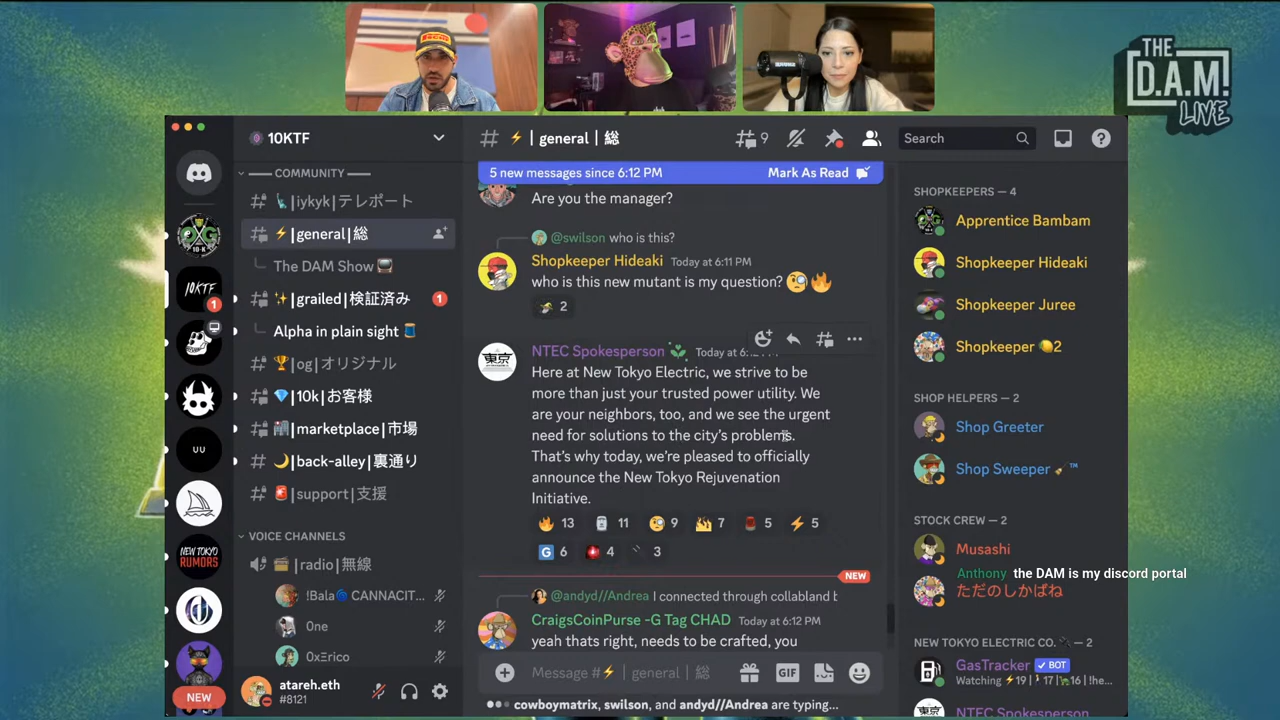 THE
D.A.M!
LIVE
10KTF
# ⚡ | general | 総
9
Search
5 new messages since 6:12 PM
Mark As Read
COMMUNITY
|iykyk|テレポート
⚡|general|総
The DAM Show
✨|grailed|検証済み
1
Alpha in plain sight
🏆|og|オリジナル
💎|10k|お客様
|marketplace|市場
🌙|back-alley|裏通り
🚨|support|支援
VOICE CHANNELS
📻|radio|無線
!Bala🌀 CANNACIT...
0ne
0xΞrico
atareh.eth
#8121
10KTF
1
UU
NEW TOKYO
RUMORS
NEW
Are you the manager?
@swilson who is this?
Shopkeeper Hideaki Today at 6:11 PM
who is this new mutant is my question? 🧐🔥
2
東京
NTEC Spokesperson
Here at New Tokyo Electric, we strive to be
more than just your trusted power utility. We
are your neighbors, too, and we see the urgent
need for solutions to the city's problems.
That's why today, we're pleased to officially
announce the New Tokyo Rejuvenation
Initiative.
13 11 9 7 5 5
6 4 3
NEW
@andyd//Andrea I connected through collabland b
CraigsCoinPurse -G Tag CHAD Today at 6:12 PM
yeah thats right, needs to be crafted, you
Message #⚡ | general | 総
GIF
cowboymatrix, swilson, and andyd//Andrea are typing...
SHOPKEEPERS — 4
Apprentice Bambam
Shopkeeper Hideaki
Shopkeeper Juree
Shopkeeper 🍋2
SHOP HELPERS — 2
Shop Greeter
Shop Sweeper 🧹™
STOCK CREW — 2
Musashi
Anthony the DAM is my discord portal
ただのしかばね
NEW TOKYO ELECTRIC CO. 🔌 — 2
GasTracker ✓ BOT
NTEC Spokesperson